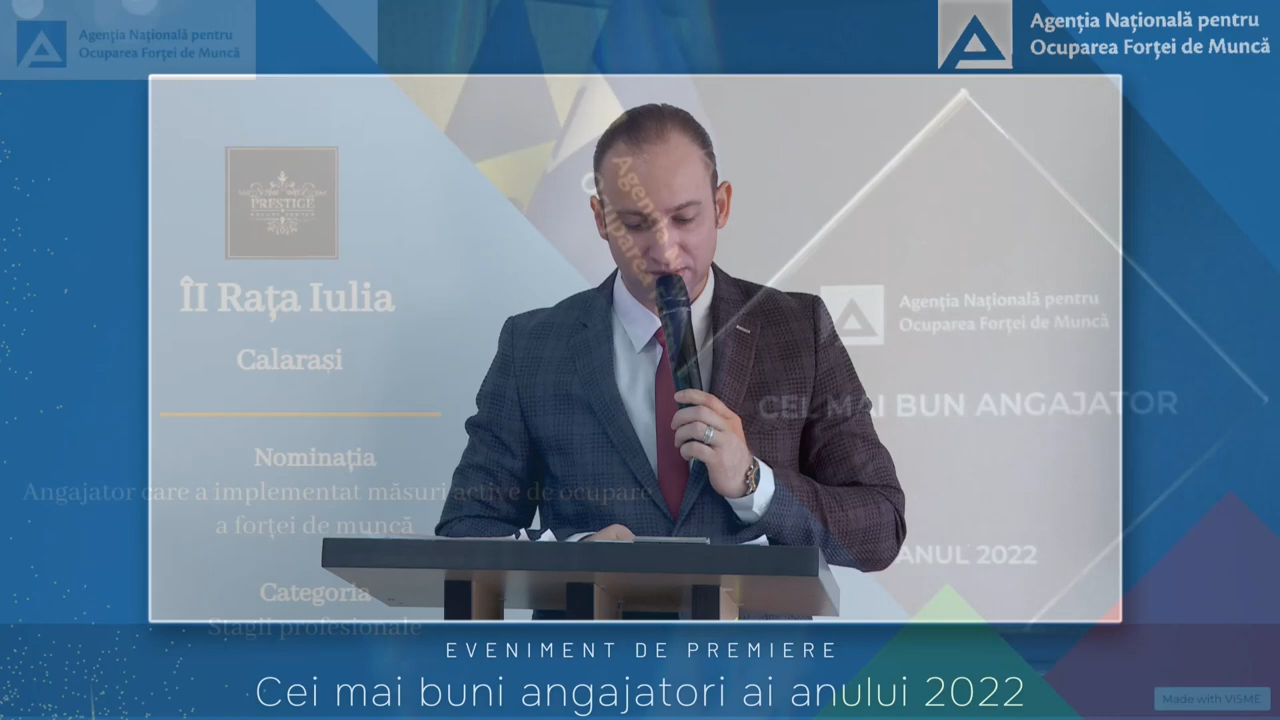 Agenția Națională pentru
Ocuparea Forței de Muncă
Agenția Națională pentru
Ocuparea Forței de Muncă
PRESTIGE
ÎI Rața Iulia
Calarași
Nominația
Angajator care a implementat măsuri active de ocupare
a forței de muncă
Categoria
Stagii profesionale
Agenția Națională pentru
Ocuparea Forței de Muncă
CEL MAI BUN ANGAJATOR
ANUL 2022
EVENIMENT DE PREMIERE
Cei mai buni angajatori ai anului 2022
Made with VISME